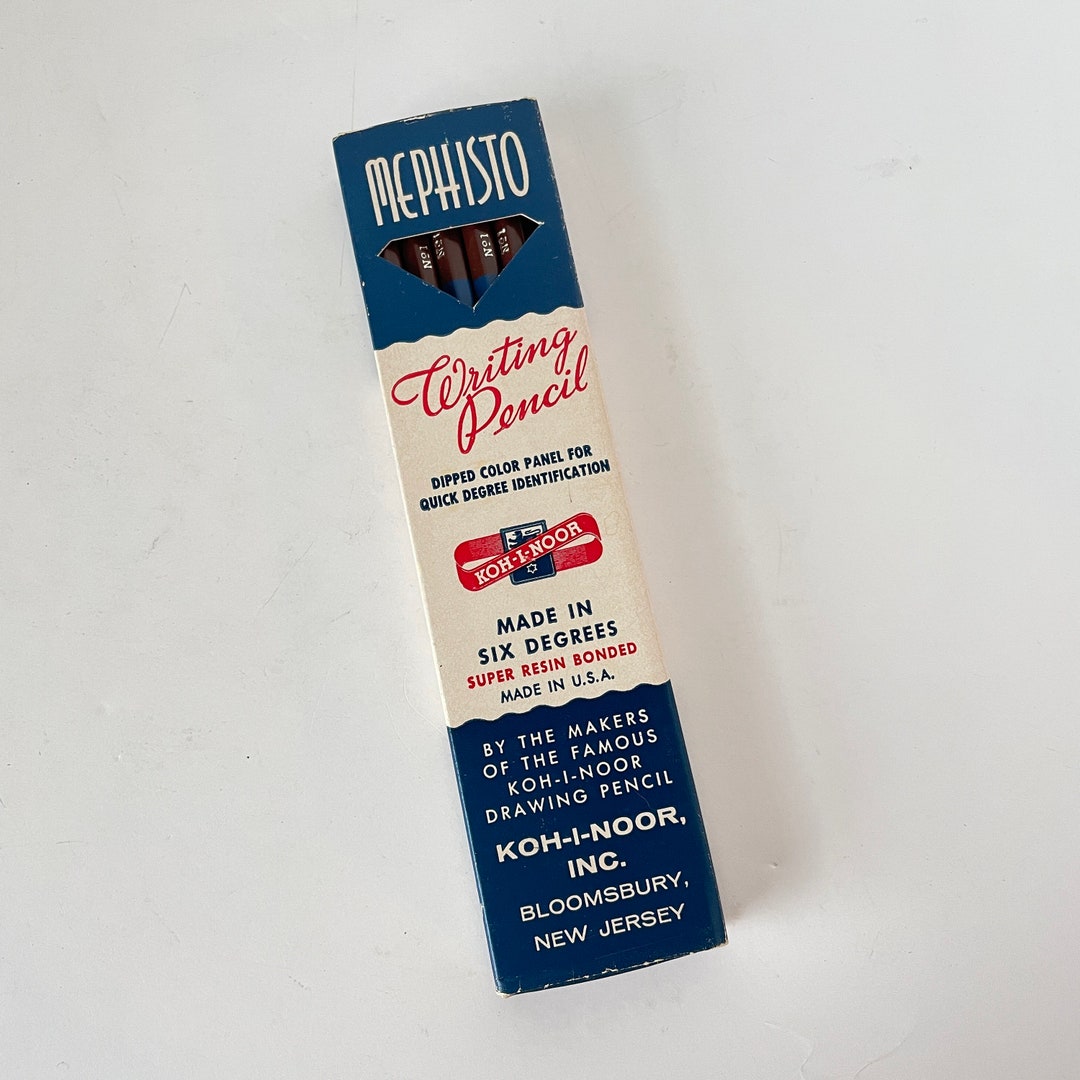 MEPHISTO
Writing
Pencil
DIPPED COLOR PANEL FOR
QUICK DEGREE IDENTIFICATION
KOH-I-NOOR
MADE IN
SIX DEGREES
SUPER RESIN BONDED
MADE IN U.S.A.
BY THE MAKERS
OF THE FAMOUS
KOH-I-NOOR
DRAWING PENCIL
KOH-I-NOOR,
INC.
BLOOMSBURY,
NEW JERSEY